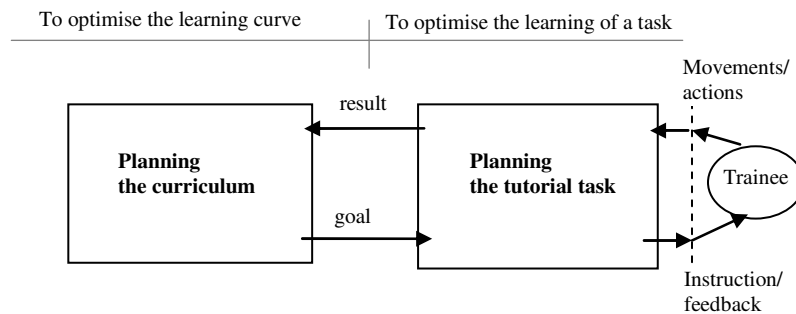 To optimise the learning curve
To optimise the learning of a task
Movements/
actions
result
Planning
the curriculum
Planning
the tutorial task
Trainee
goal
Instruction/
feedback